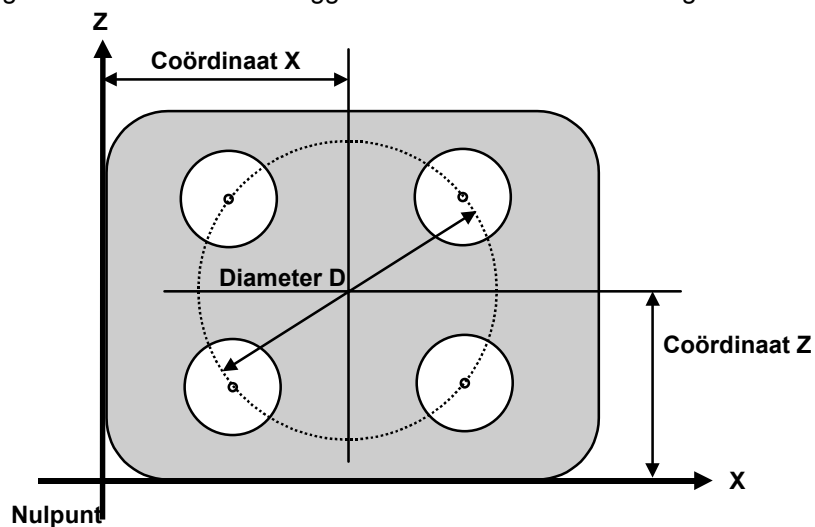 Z
Coördinaat X
Diameter D
Coördinaat Z
X
Nulpunt